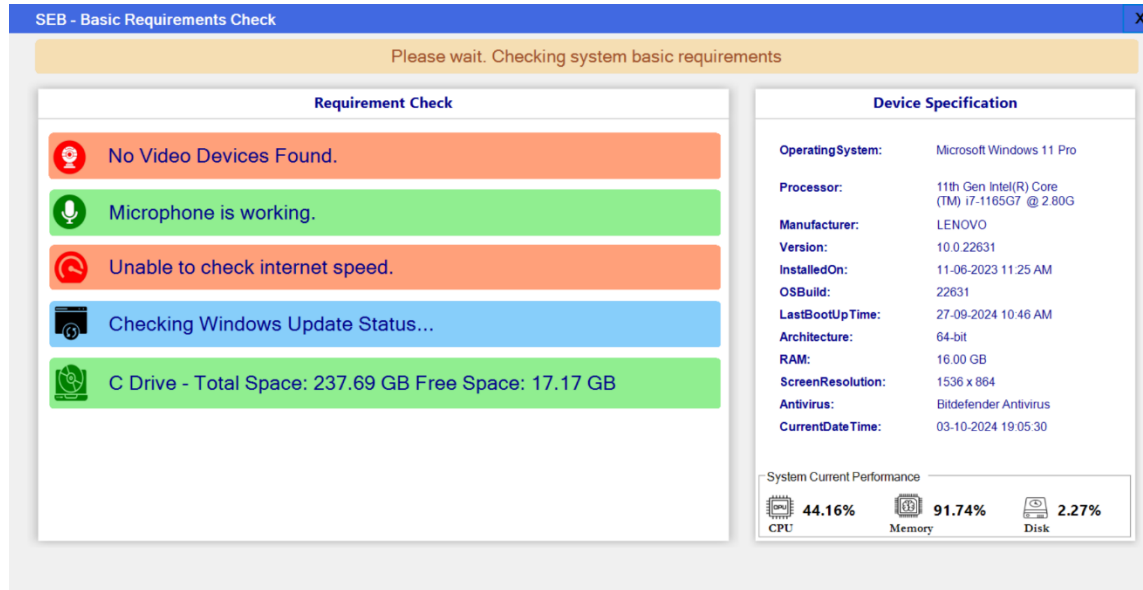 SEB - Basic Requirements Check
X
Please wait. Checking system basic requirements
Requirement Check
No Video Devices Found.
Microphone is working.
Unable to check internet speed.
Checking Windows Update Status...
C Drive - Total Space: 237.69 GB Free Space: 17.17 GB
Device Specification
OperatingSystem: Microsoft Windows 11 Pro
Processor: 11th Gen Intel(R) Core
(TM) i7-1165G7 @ 2.80G
Manufacturer: LENOVO
Version: 10.0.22631
InstalledOn: 11-06-2023 11:25 AM
OSBuild: 22631
LastBootUpTime: 27-09-2024 10:46 AM
Architecture: 64-bit
RAM: 16.00 GB
ScreenResolution: 1536 x 864
Antivirus: Bitdefender Antivirus
CurrentDateTime: 03-10-2024 19:05:30
System Current Performance
CPU 44.16% 91.74% 2.27%
CPU Memory Disk